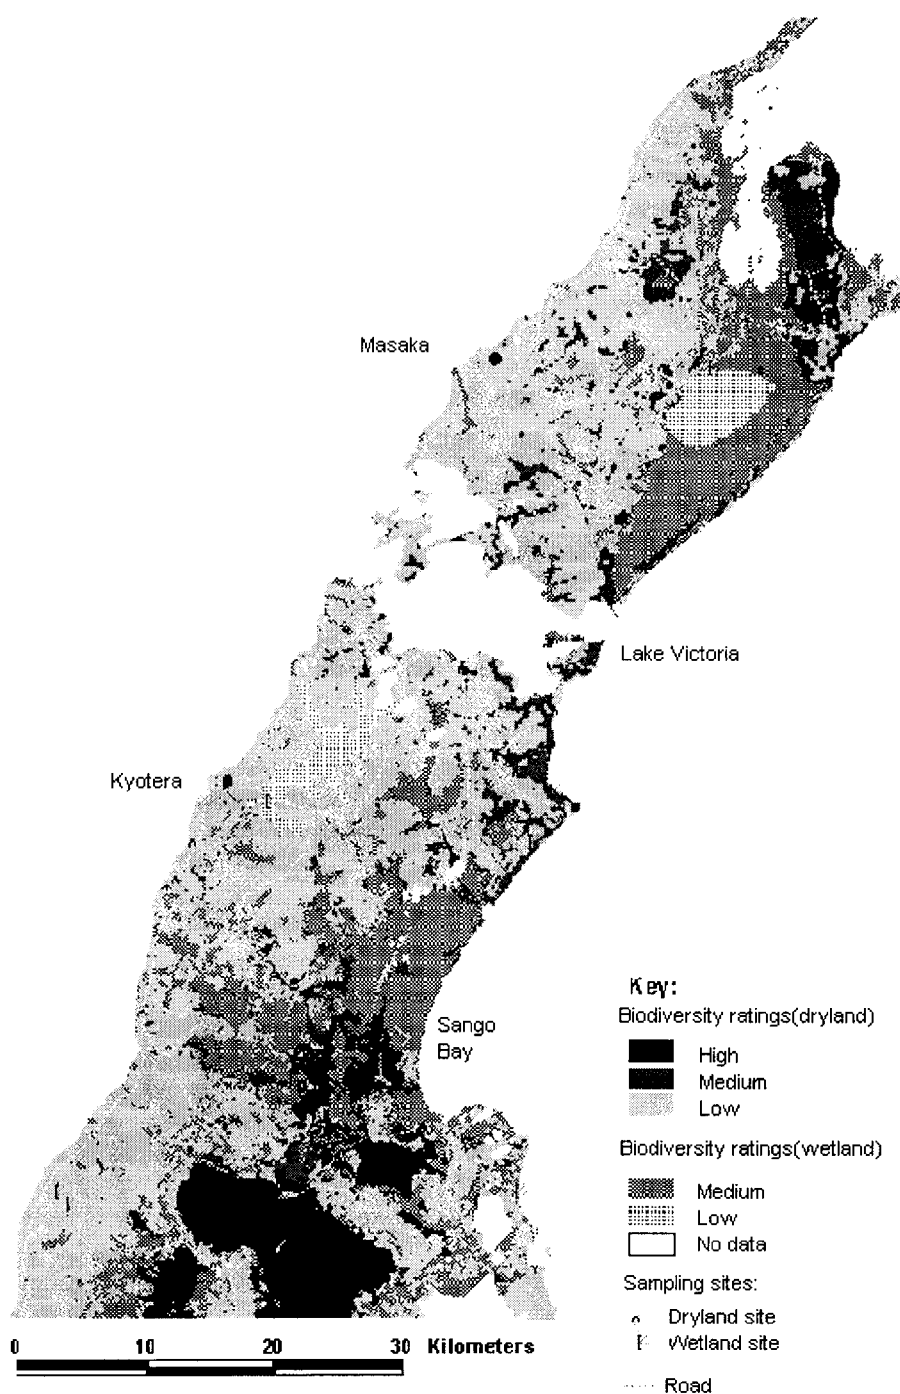 Masaka
Lake Victoria
Kyotera
Sango
Bay
Key:
Biodiversity ratings(dryland)
High
Medium
Low
Biodiversity ratings(wetland)
Medium
Low
No data
Sampling sites:
Dryland site
Wetland site
Road
0 10 20 30 Kilometers